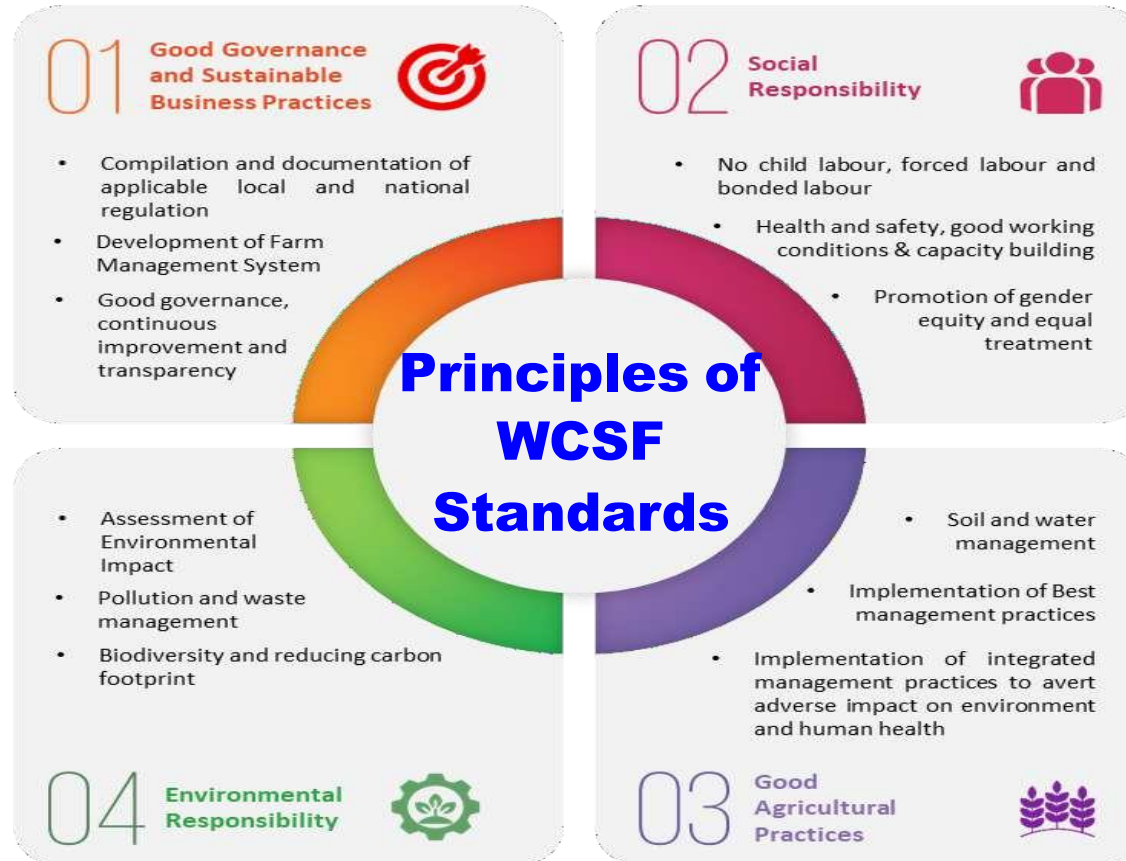 01
Good Governance
and Sustainable
Business Practices
• Compilation and documentation of
applicable local and national
regulation
• Development of Farm
Management System
• Good governance,
continuous
improvement and
transparency
02
Social
Responsibility
• No child labour, forced labour and
bonded labour
• Health and safety, good working
conditions & capacity building
• Promotion of gender
equity and equal
treatment
Principles of
WCSF
Standards
• Assessment of
Environmental
Impact
• Pollution and waste
management
• Biodiversity and reducing carbon
footprint
04
Environmental
Responsibility
• Soil and water
management
• Implementation of Best
management practices
• Implementation of integrated
management practices to avert
adverse impact on environment
and human health
03
Good
Agricultural
Practices